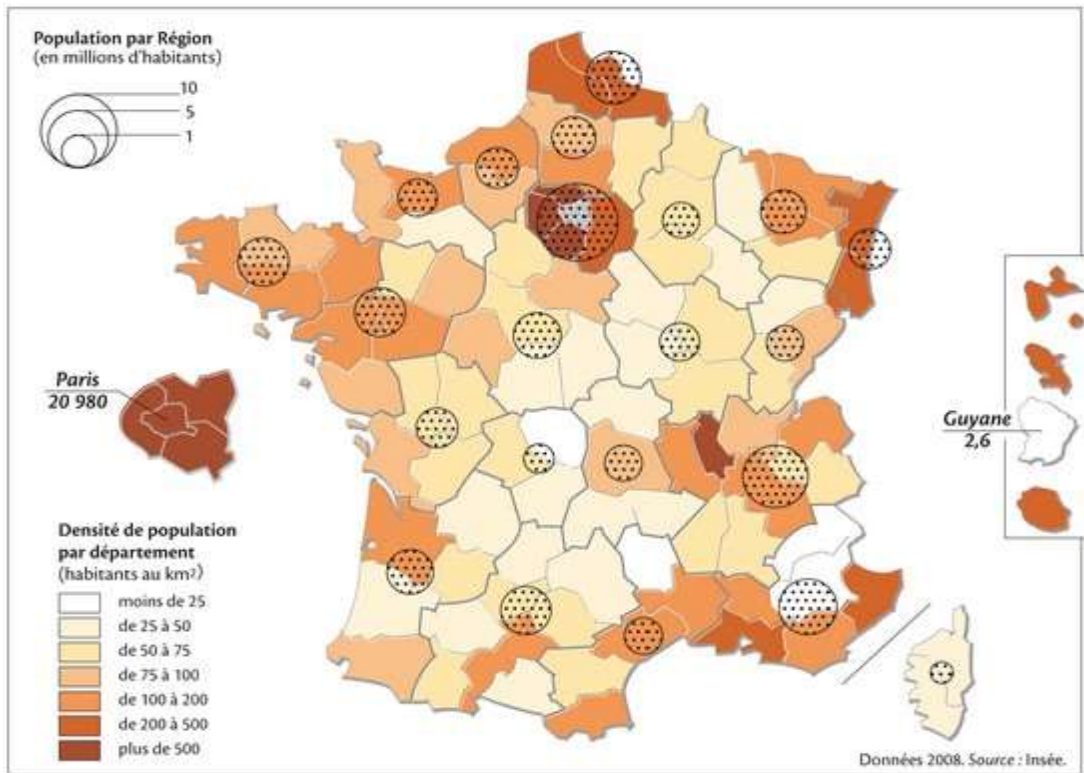 Population par Région
(en millions d'habitants)
10
5
1
Paris
20 980
Guyane
2,6
Densité de population
par département
(habitants au km²)
moins de 25
de 25 à 50
de 50 à 75
de 75 à 100
de 100 à 200
de 200 à 500
plus de 500
Données 2008. Source : Insée.